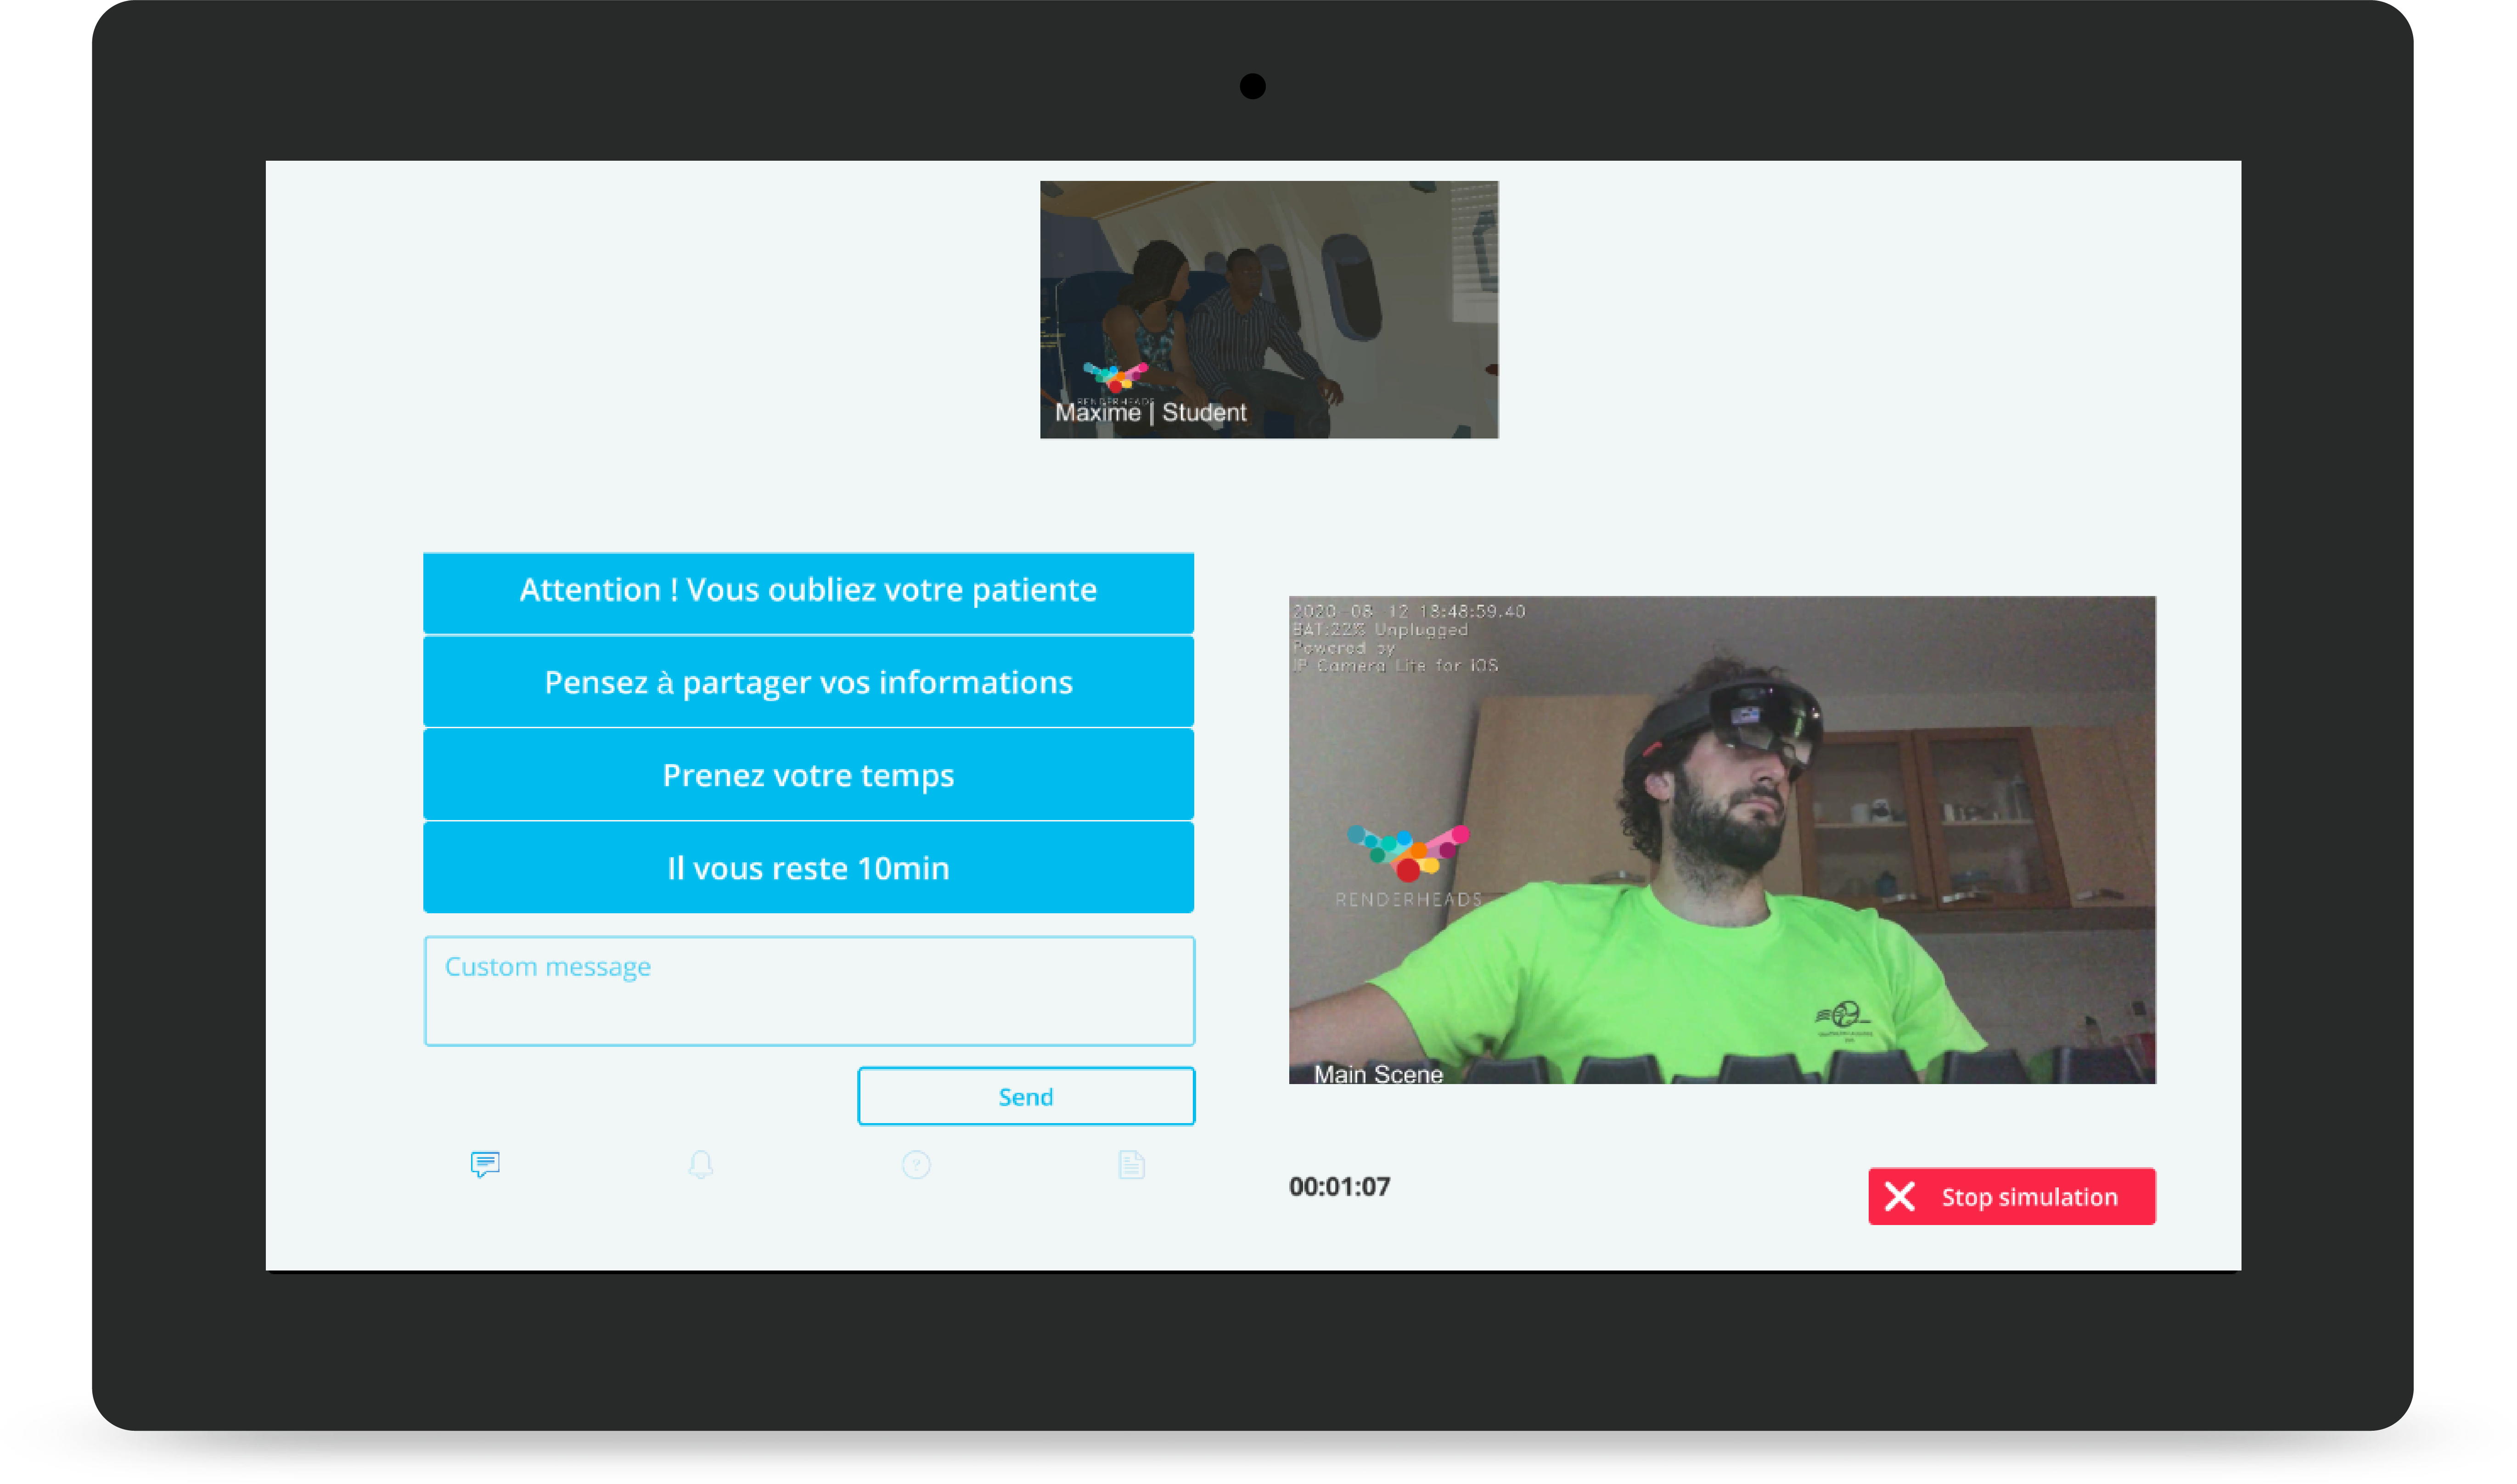 RENDERHEADS
Maxime | Student
Attention ! Vous oubliez votre patiente
Pensez à partager vos informations
Prenez votre temps
Il vous reste 10min
Custom message
Send
?
2020-08-12 13:48:59.40
BAT:22% Unplugged
Powered by
IP Camera Lite for iOS
RENDERHEADS
Main Scene
00:01:07
Stop simulation